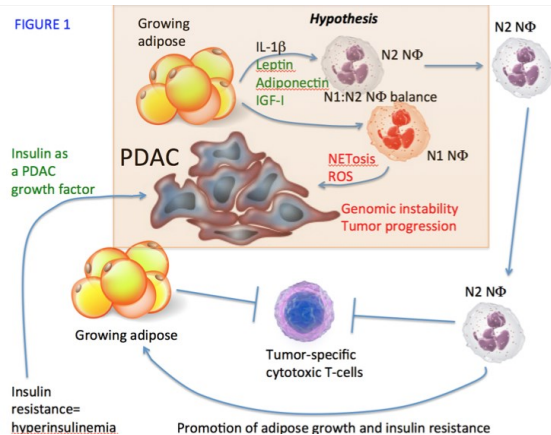 FIGURE 1
Hypothesis
Growing
adipose
IL-1β
Leptin
Adiponectin
IGF-I
N2 NΦ
N2 NΦ
N1:N2 NΦ balance
N1 NΦ
PDAC
NETosis
ROS
Genomic instability
Tumor progression
Insulin as
a PDAC
growth factor
Growing adipose
Tumor-specific
cytotoxic T-cells
N2 NΦ
Insulin
resistance=
hyperinsulinemia
Promotion of adipose growth and insulin resistance